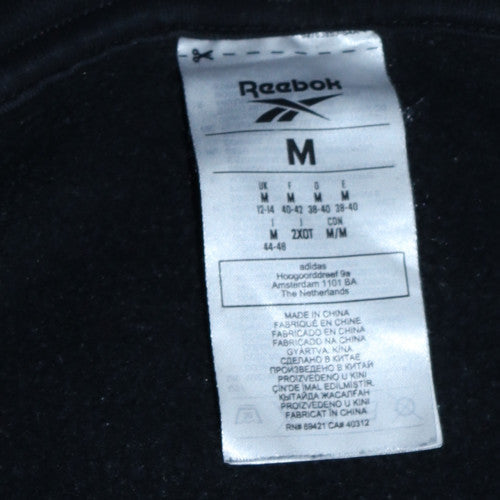 Reebok
M
UK F D E
M M M M
12-14 40-42 38-40 38-40
I J CDN
M 2XOT M/M
44-48
adidas
Hoogoorddreef 9a
Amsterdam 1101 BA
The Netherlands
MADE IN CHINA
FABRIQUÉ EN CHINE
FABRICADO EN CHINA
FABRICADO EN CHINA
GYÁRTVA, KÍNA
СДЕЛАНО В КИТАЕ
ПРОИЗВЕДЕНО В КИТАЙ
PROIZVEDENO U KINI
ÇİN'DE İMAL EDİLMİŞTİR.
ҚЫТАЙДА ЖАСАЛҒАН
PROIZVEDENO U KINI
FABRICAT ÎN CHINA
RN# 69421 CA# 40312